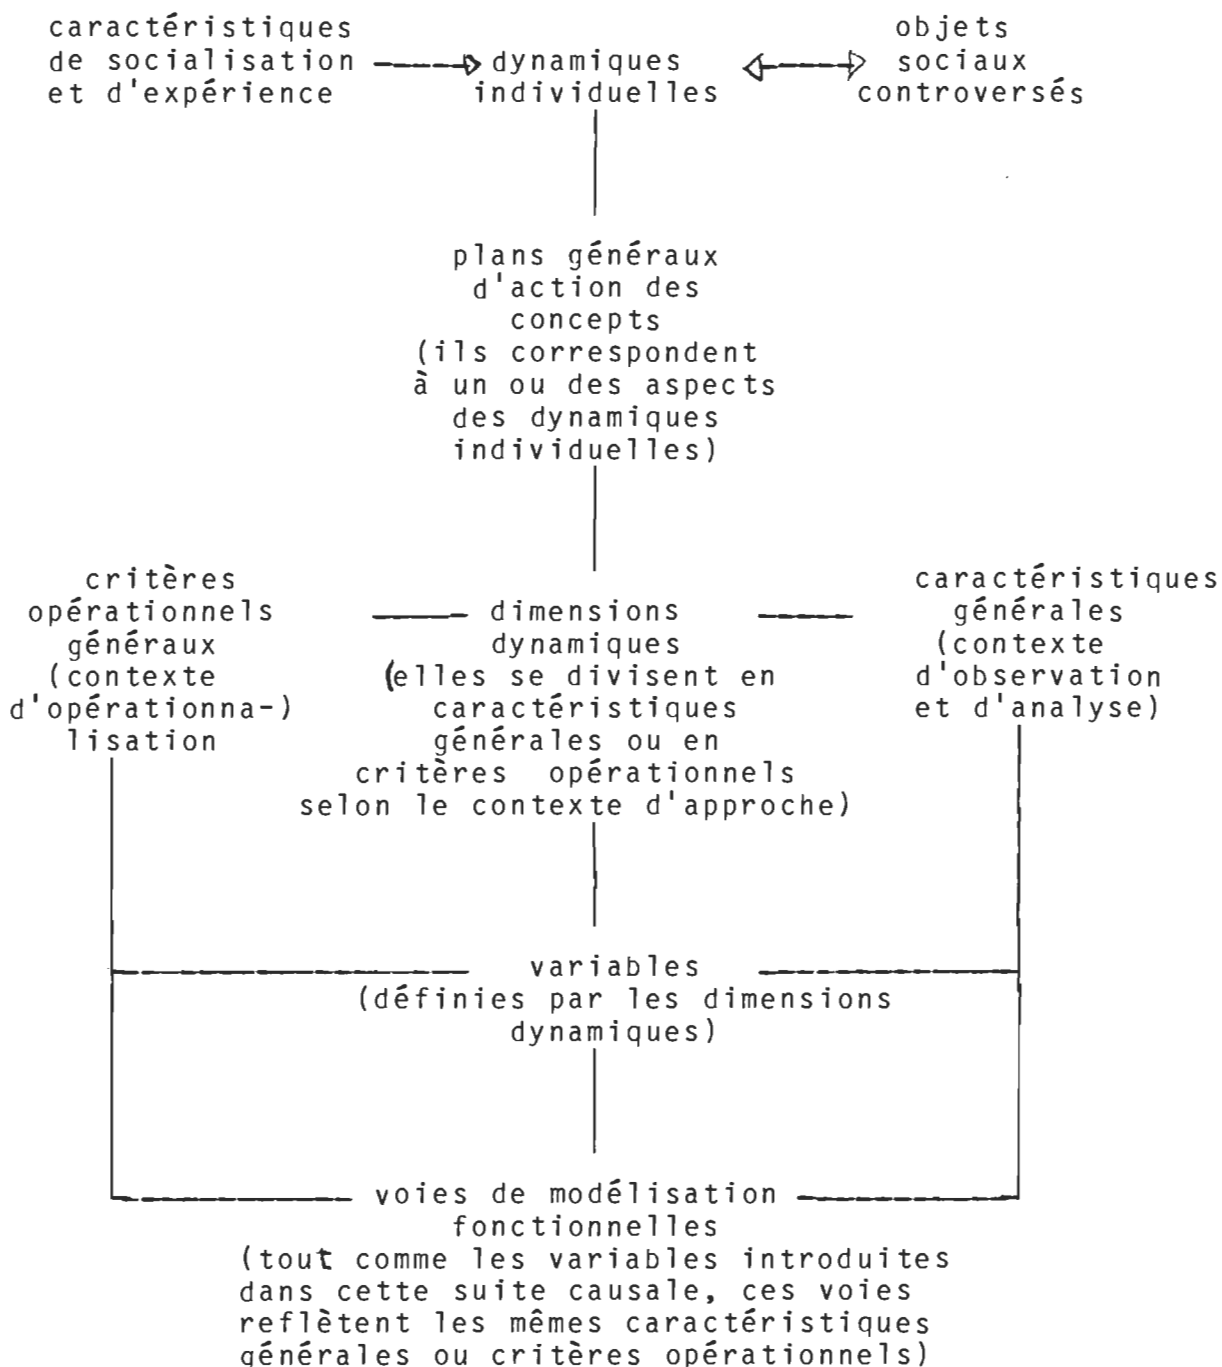 caractéristiques
de socialisation
et d'expérience
dynamiques
individuelles
objets
sociaux
controversés
plans généraux
d'action des
concepts
(ils correspondent
à un ou des aspects
des dynamiques
individuelles)
critères
opérationnels
généraux
(contexte
d'opérationna-)
lisation
dimensions
dynamiques
(elles se divisent en
caractéristiques
générales ou en
critères opérationnels
selon le contexte d'approche)
caractéristiques
générales
(contexte
d'observation
et d'analyse)
variables
(définies par les dimensions
dynamiques)
voies de modélisation
fonctionnelles
(tout comme les variables introduites
dans cette suite causale, ces voies
reflètent les mêmes caractéristiques
générales ou critères opérationnels)